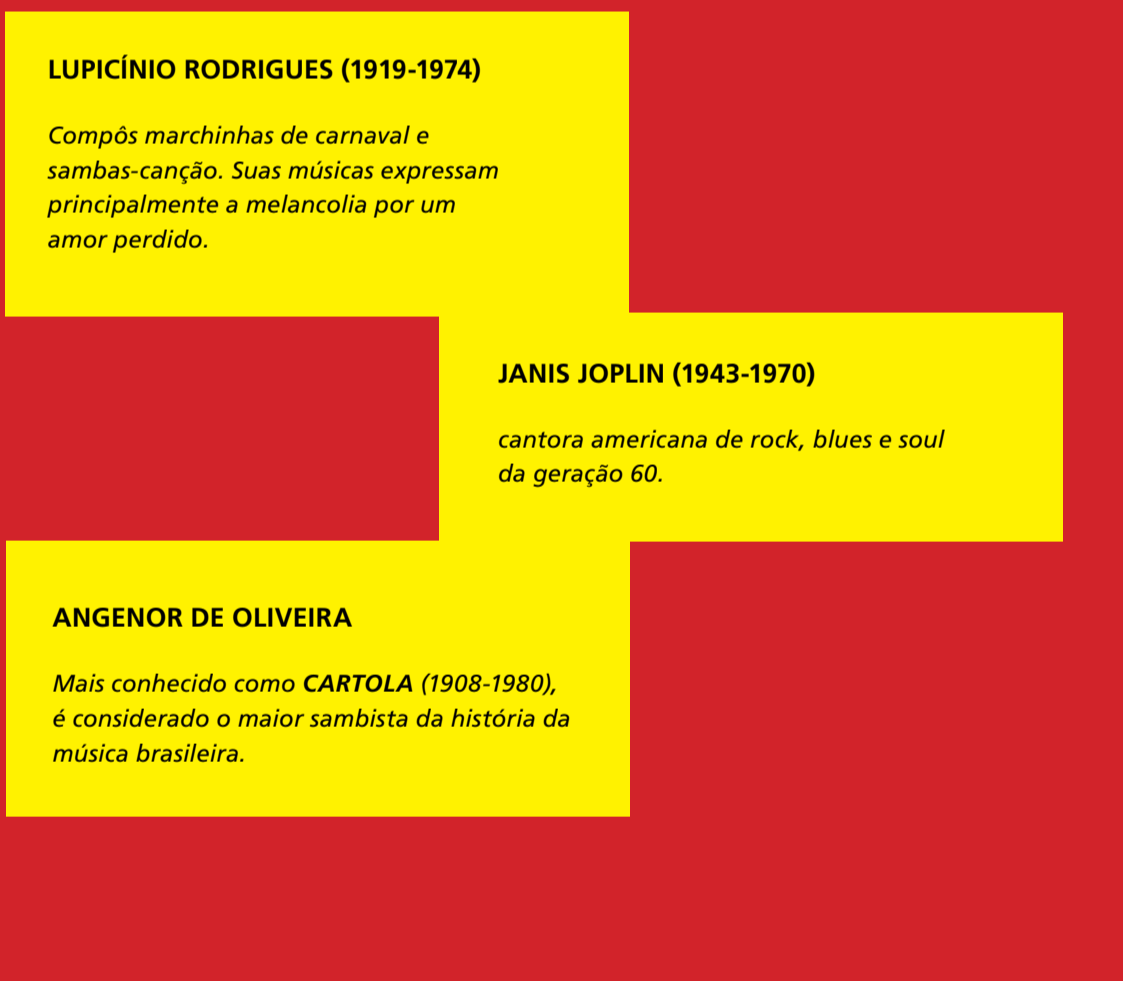 LUPICÍNIO RODRIGUES (1919-1974)
Compôs marchinhas de carnaval e
sambas-canção. Suas músicas expressam
principalmente a melancolia por um
amor perdido.
JANIS JOPLIN (1943-1970)
cantora americana de rock, blues e soul
da geração 60.
ANGENOR DE OLIVEIRA
Mais conhecido como CARTOLA (1908-1980),
é considerado o maior sambista da história da
música brasileira.